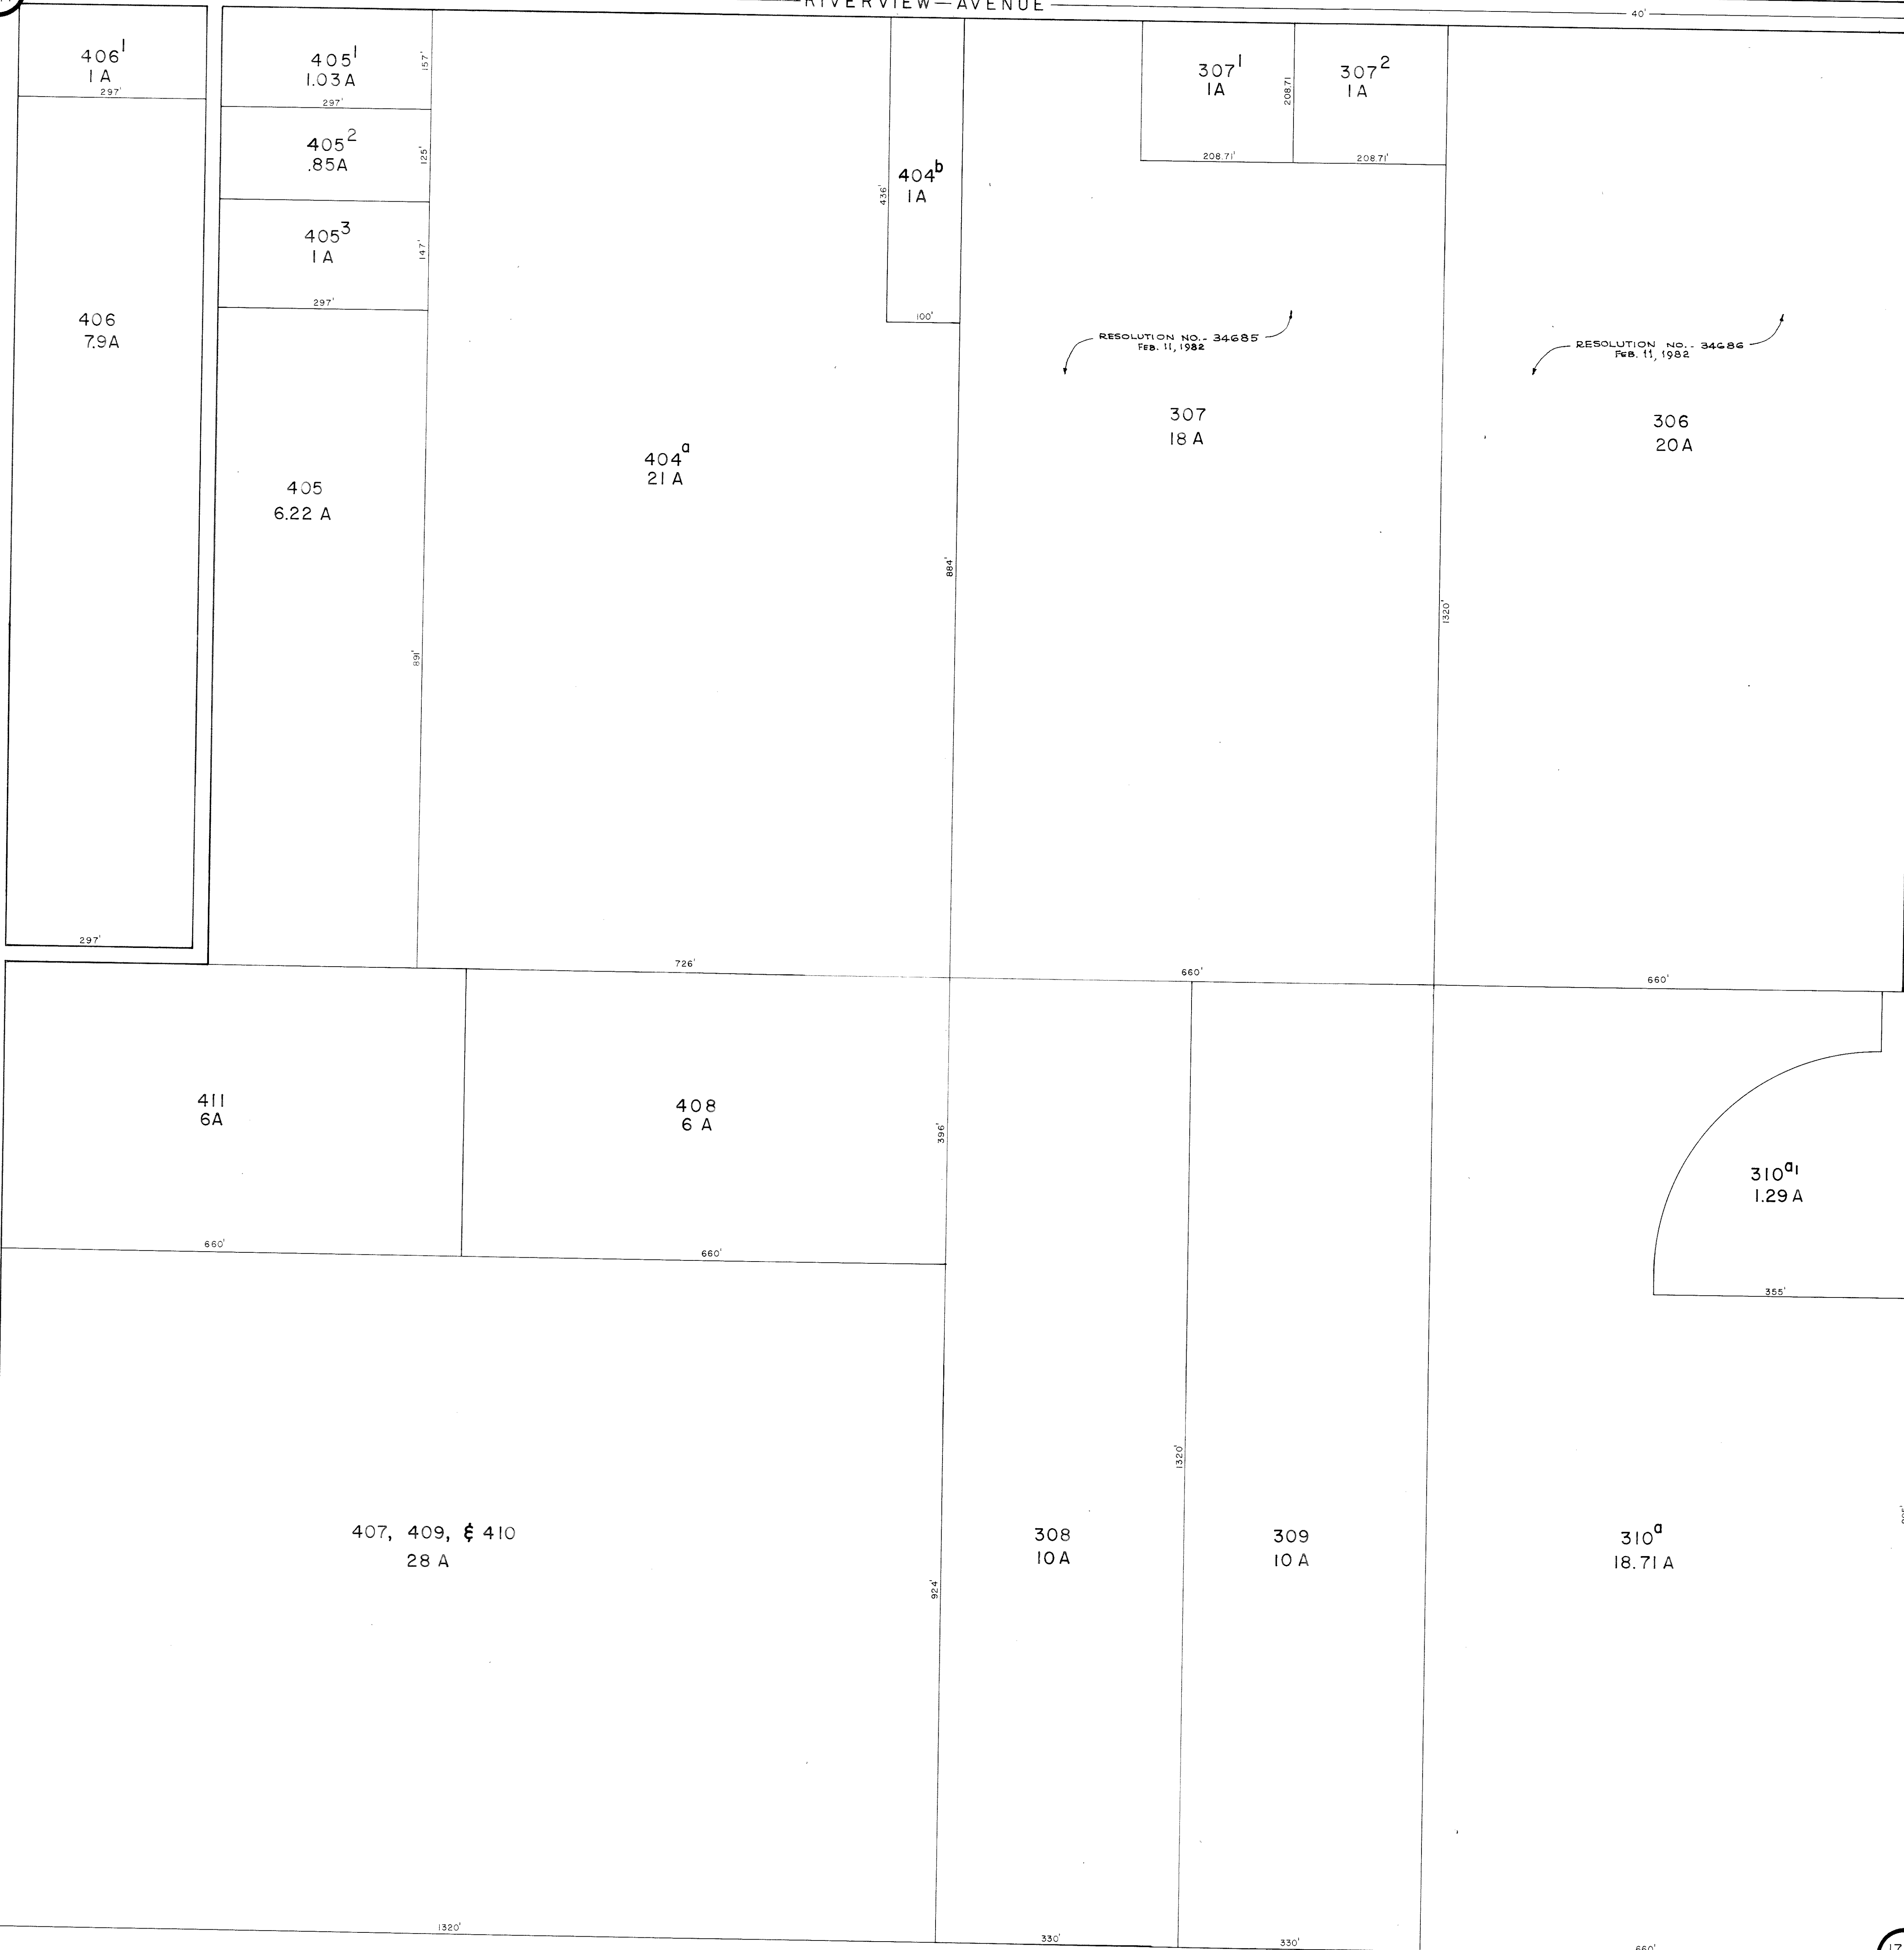 RIVERVIEW—AVENUE
40'
406¹
1 A
297'
405¹
1.03 A
157'
297'
405²
.85A
125'
405³
1 A
147'
297'
404ᵇ
1A
436'
100'
307¹
1A
208.71
208.71'
307²
1A
208.71'
406
7.9A
297'
405
6.22 A
891'
404ᵃ
21 A
884'
726'
RESOLUTION NO.- 34685
FEB. 11, 1982
307
18 A
1320'
660'
RESOLUTION NO.- 34686
FEB. 11, 1982
306
20 A
660'
411
6A
660'
408
6 A
396'
660'
310ᵃ¹
1.29 A
355'
407, 409, & 410
28 A
924'
1320'
308
10 A
1320'
330'
309
10 A
330'
310ᵃ
18.71 A
660'